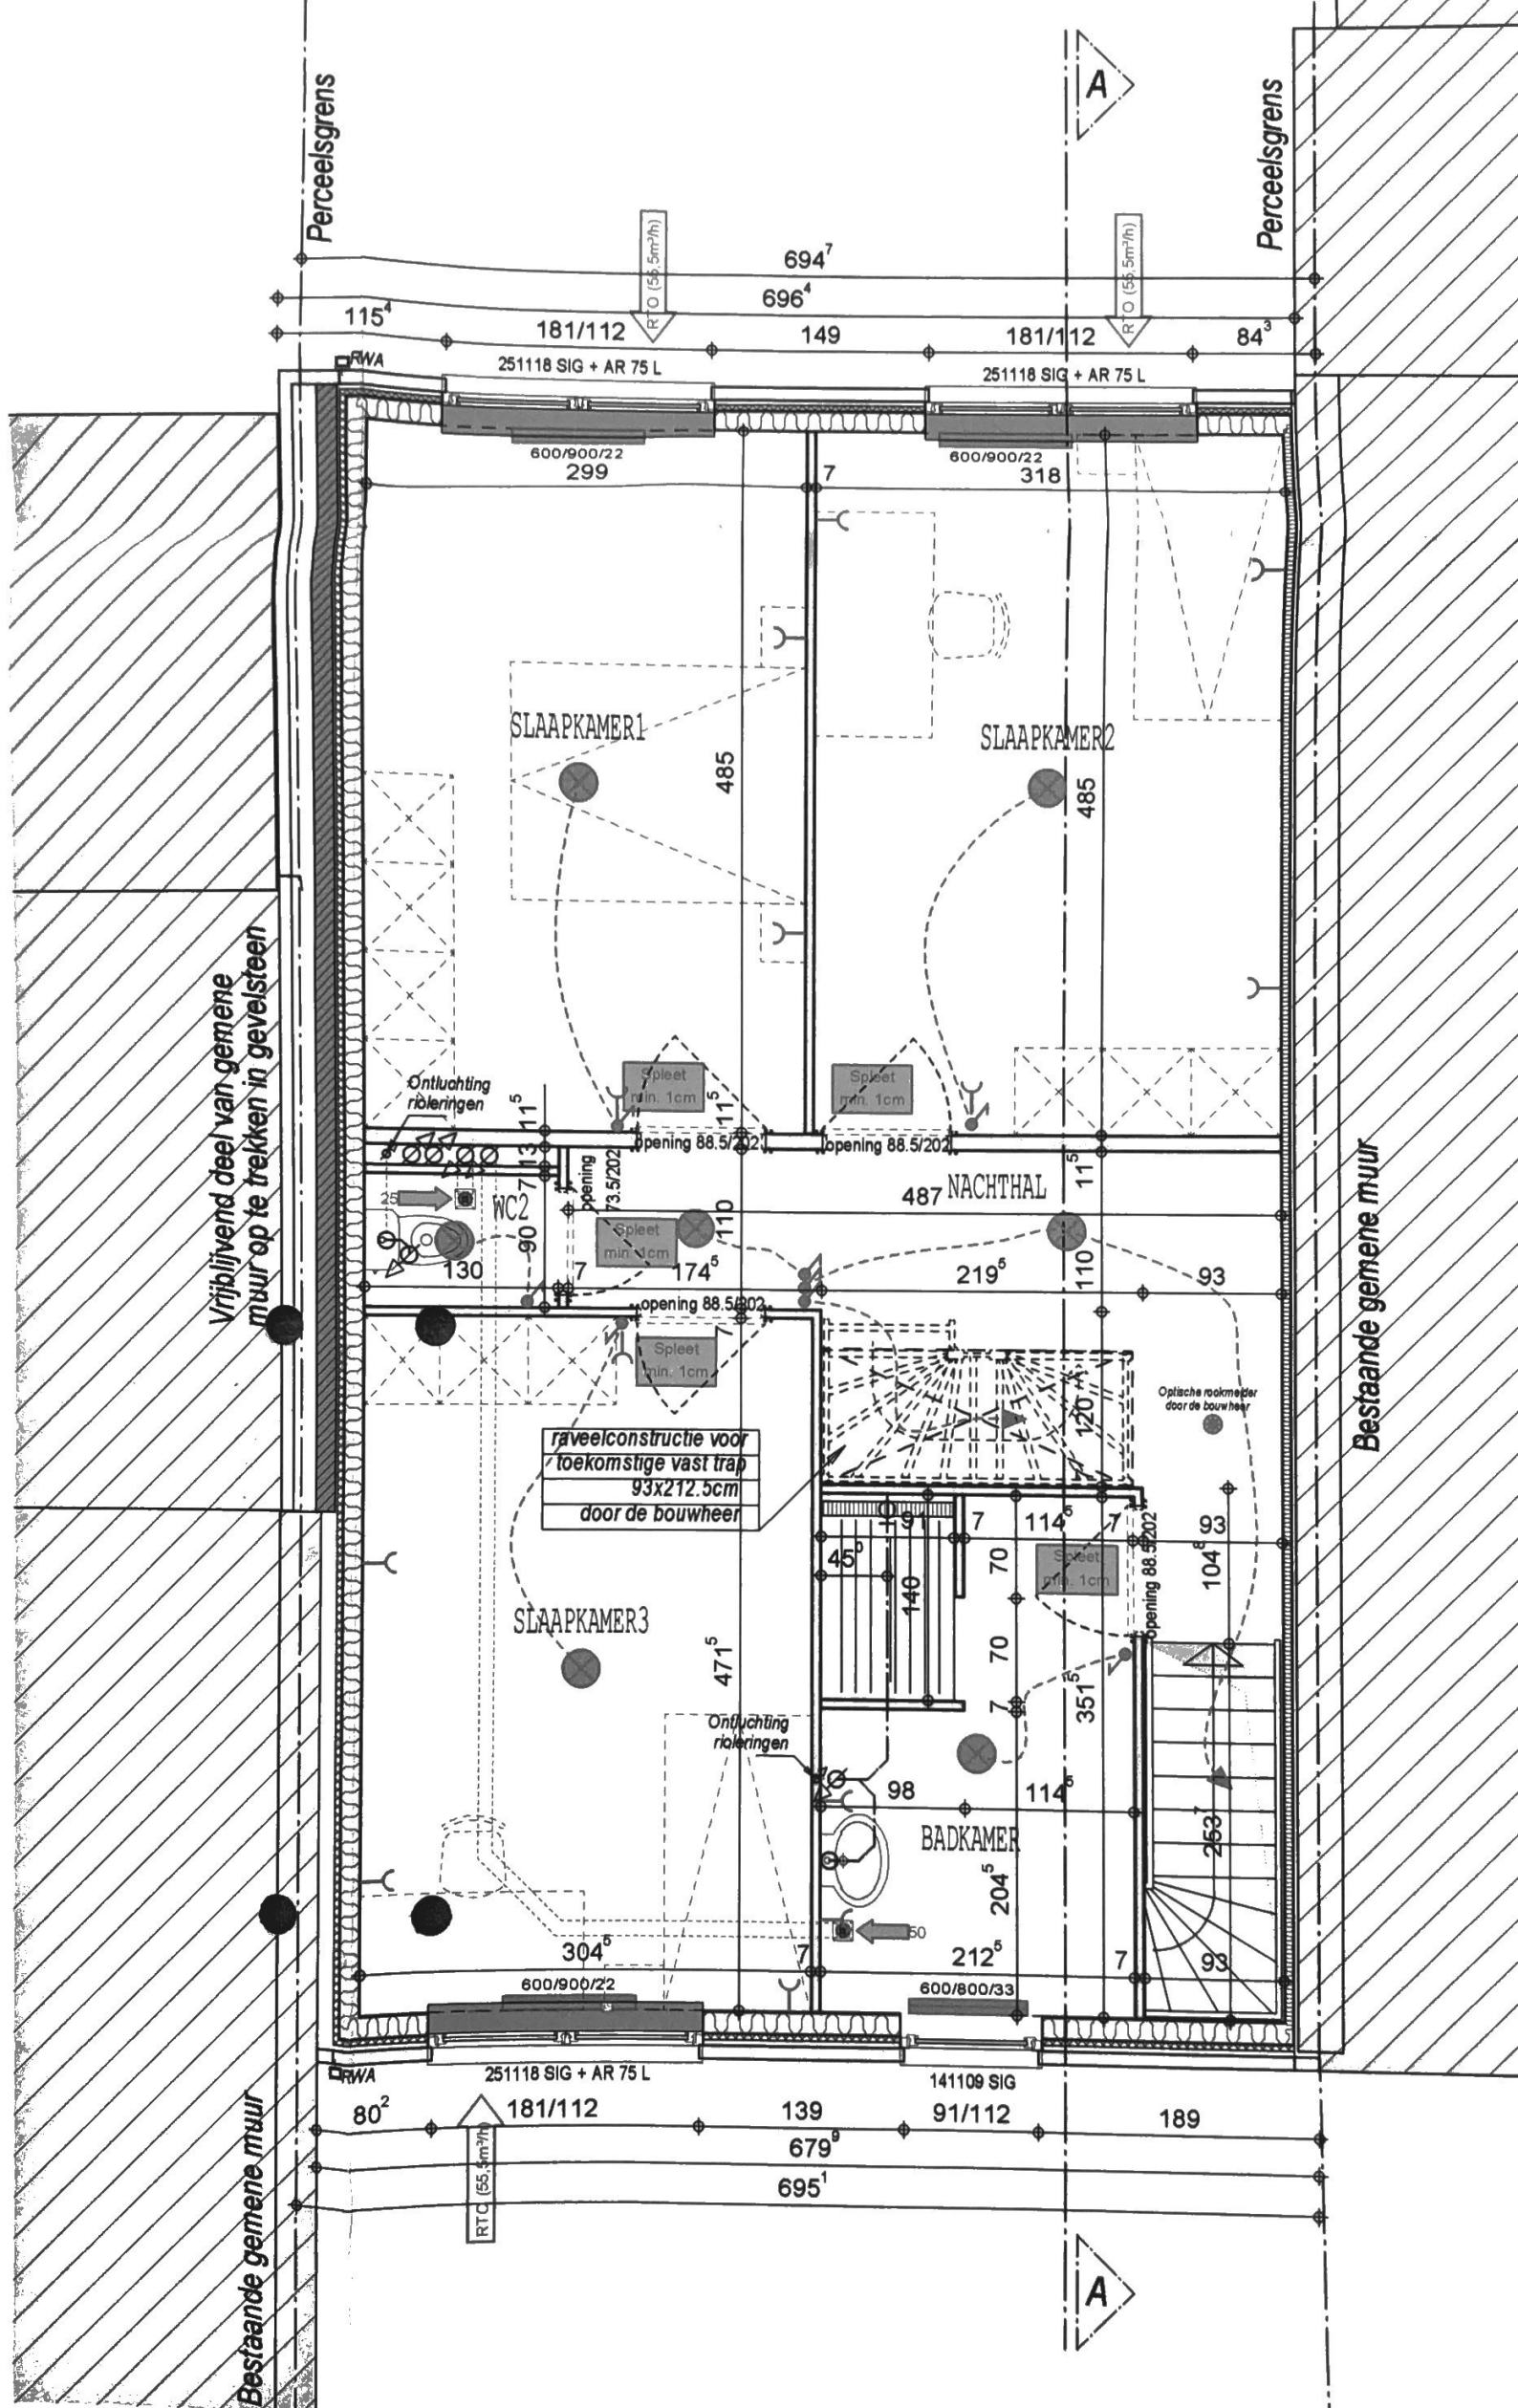 Perceelsgrens
A
Perceelsgrens
694⁷
696⁴
115⁴
181/112
149
181/112
84³
RTO (55,5m³/h)
RTO (55,5m³/h)
RWA
251118 SIG + AR 75 L
251118 SIG + AR 75 L
600/900/22
600/900/22
299
7
318
SLAAPKAMER1
SLAAPKAMER2
485
485
Vrijblijvend deel van gemene
muur op te trekken in gevelsteen
Ontluchting
rioleringen
11⁵
Spleet
min. 1cm
11⁵
Spleet
min. 1cm
opening 88.5/202
opening 88.5/202
13
7
opening
73.5/202
11⁵
25
WC2
487
NACHTHAL
90
Spleet
min. 1cm
110
110
130
7
174⁵
219⁵
93
opening 88.5/202
7
Spleet
min. 1cm
Bestaande gemene muur
120
Optische rookmelder
door de bouwheer
raveelconstructie voor
toekomstige vast trap
93x212.5cm
door de bouwheer
91
7
114⁵
7
93
45⁰
140
70
Spleet
min. 1cm
opening 88.5/202
104⁸
SLAAPKAMER3
471⁵
70
7
351⁵
Ontluchting
rioleringen
98
114⁵
BADKAMER
253⁷
204⁵
50
304⁵
7
212⁵
7
93
600/900/22
600/800/33
RWA
251118 SIG + AR 75 L
141109 SIG
80²
181/112
139
91/112
189
679⁹
695¹
RTO (55,5m³/h)
Bestaande gemene muur
A